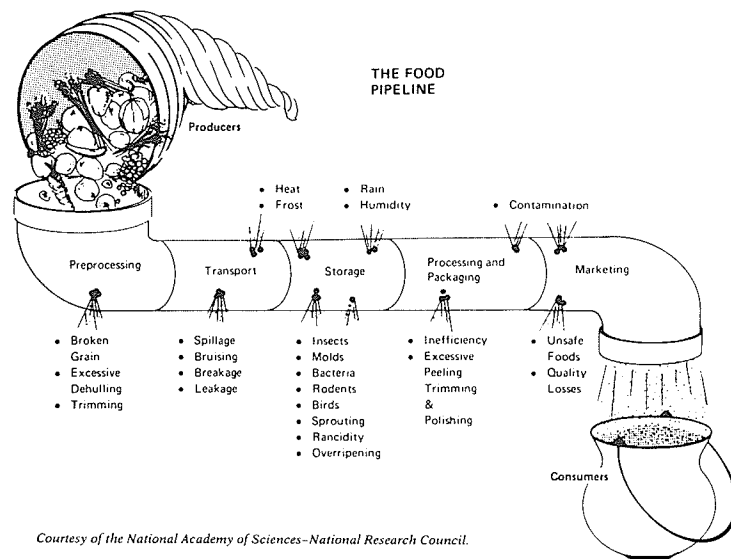 THE FOOD
PIPELINE
Producers
• Heat
• Frost
• Rain
• Humidity
• Contamination
Preprocessing
Transport
Storage
Processing and
Packaging
Marketing
• Broken
Grain
• Excessive
Dehulling
• Trimming
• Spillage
• Bruising
• Breakage
• Leakage
• Insects
• Molds
• Bacteria
• Rodents
• Birds
• Sprouting
• Rancidity
• Overripening
• Inefficiency
• Excessive
Peeling
Trimming
&
Polishing
• Unsafe
Foods
• Quality
Losses
Consumers
Courtesy of the National Academy of Sciences–National Research Council.